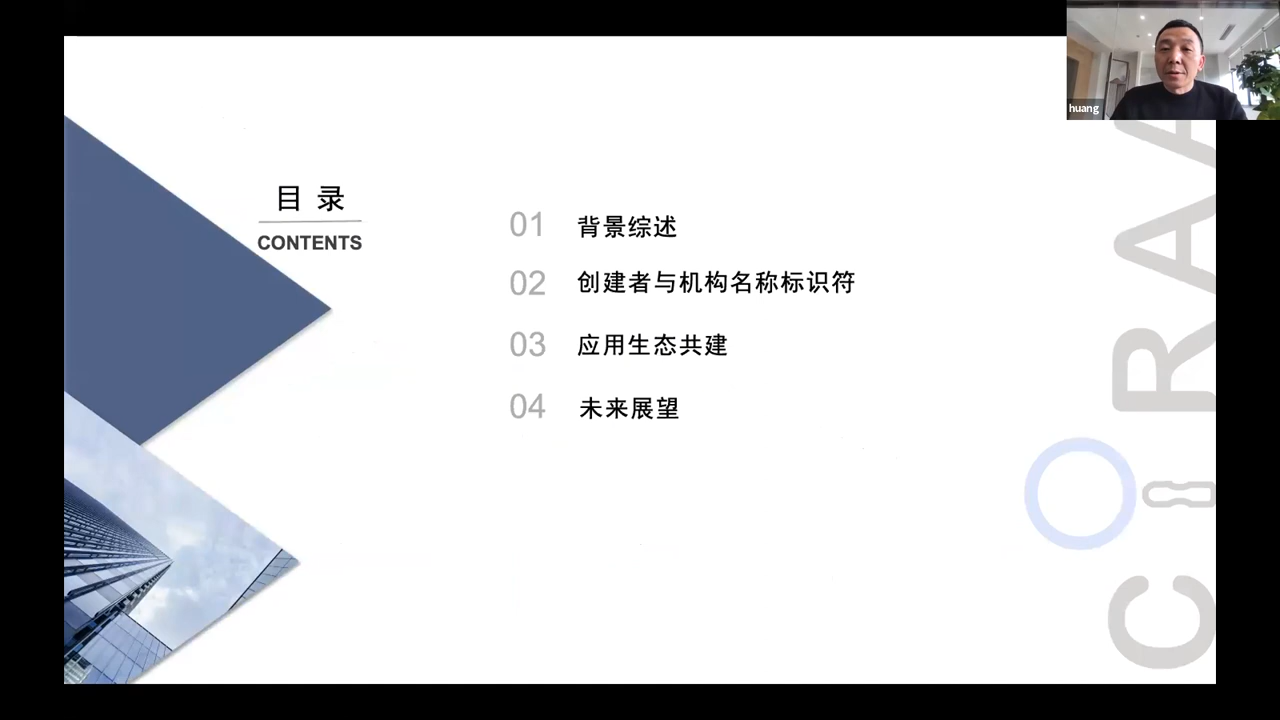 huang
目 录
CONTENTS
01 背景综述
02 创建者与机构名称标识符
03 应用生态共建
04 未来展望